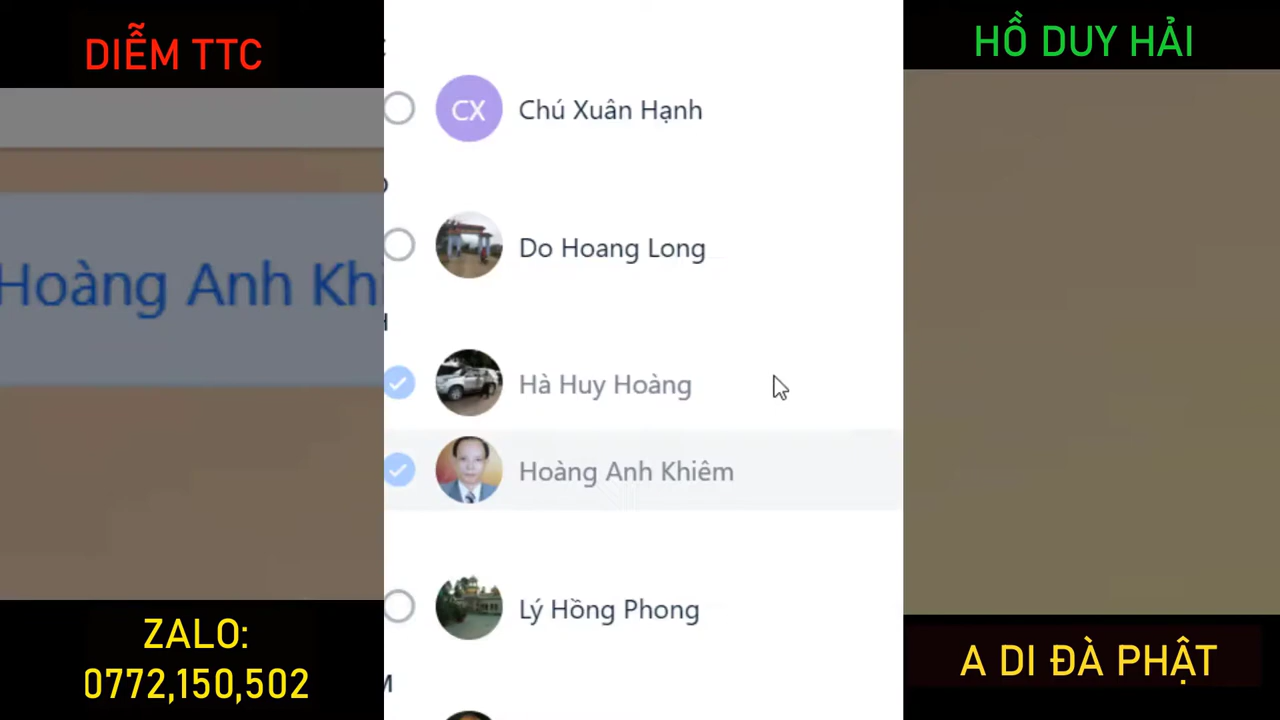 DIỄM TTC
HỒ DUY HẢI
CX
Chú Xuân Hạnh
Do Hoang Long
H
Hà Huy Hoàng
Hoàng Anh Khiêm
Lý Hồng Phong
M
Hoàng Anh Khi
ZALO:
0772,150,502
A DI ĐÀ PHẬT